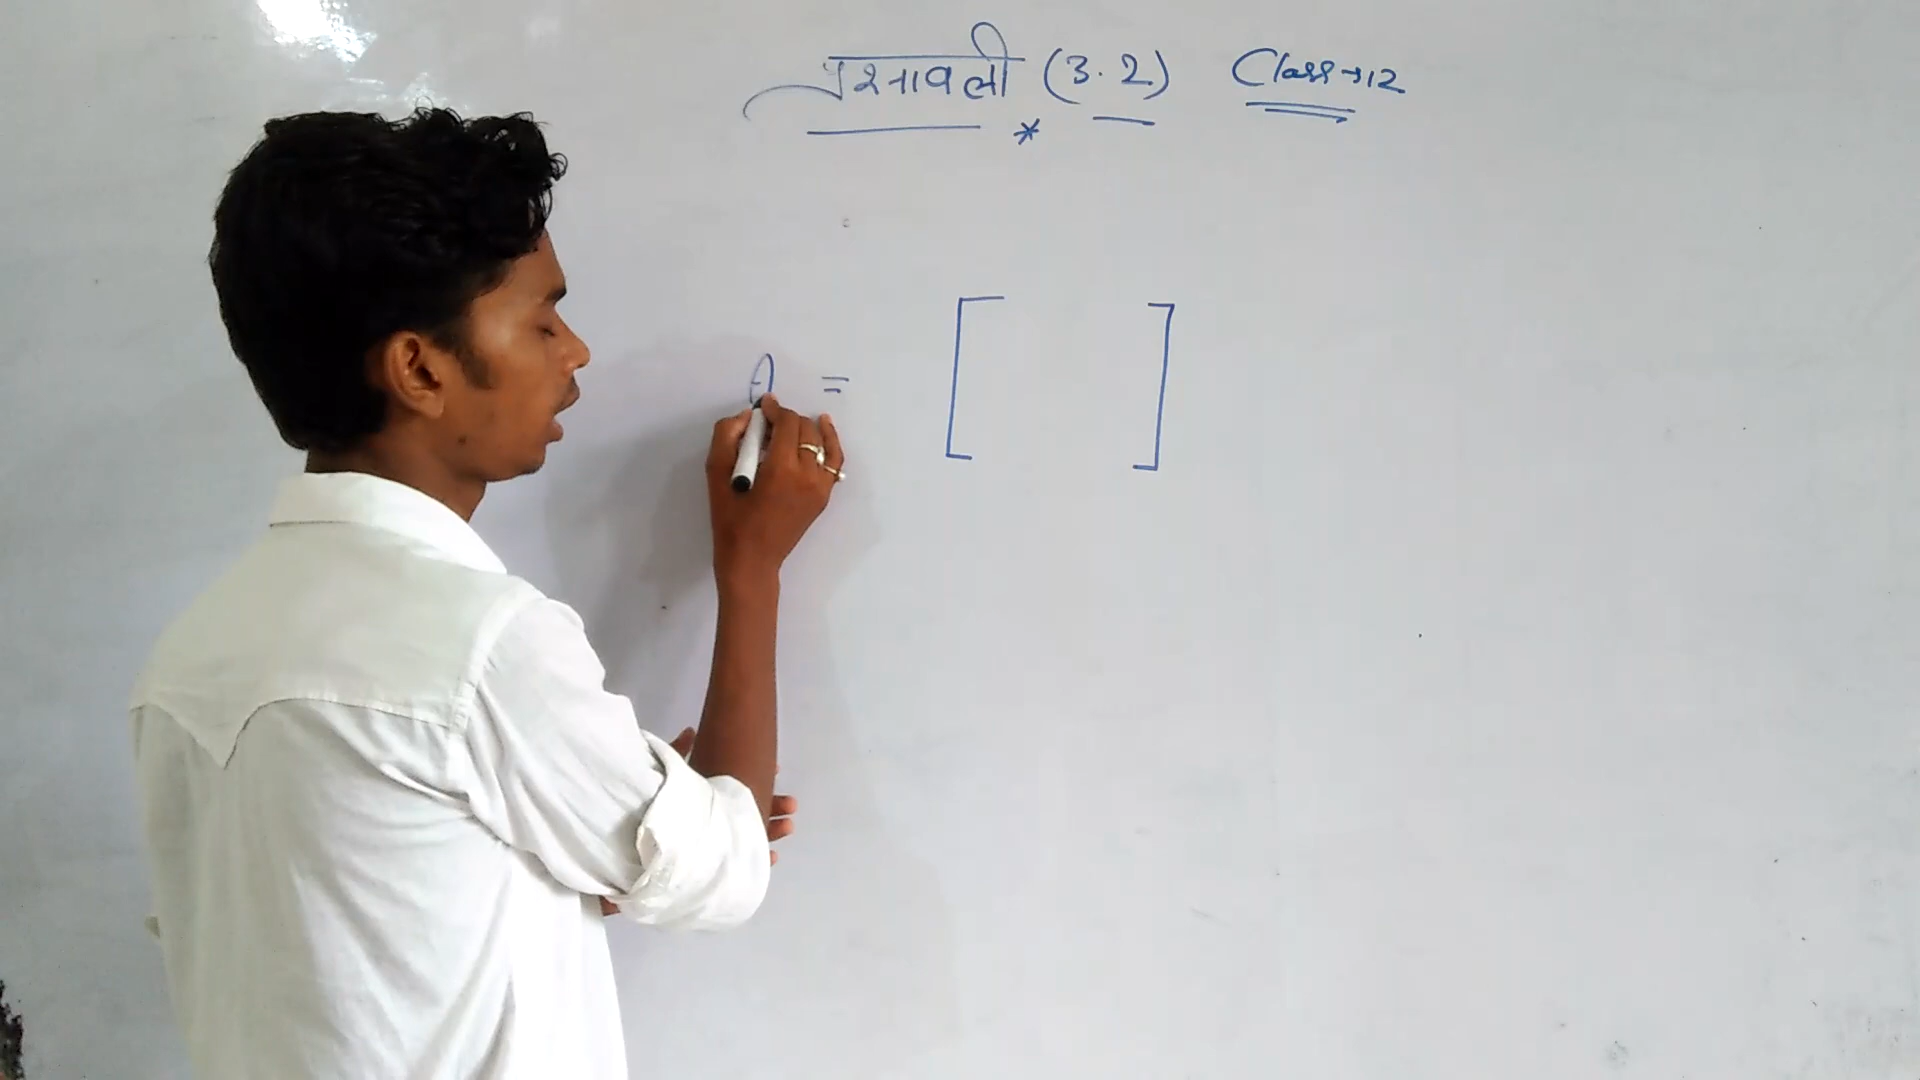 प्रश्नावली (3.2) Class→12
*
A = [ ]